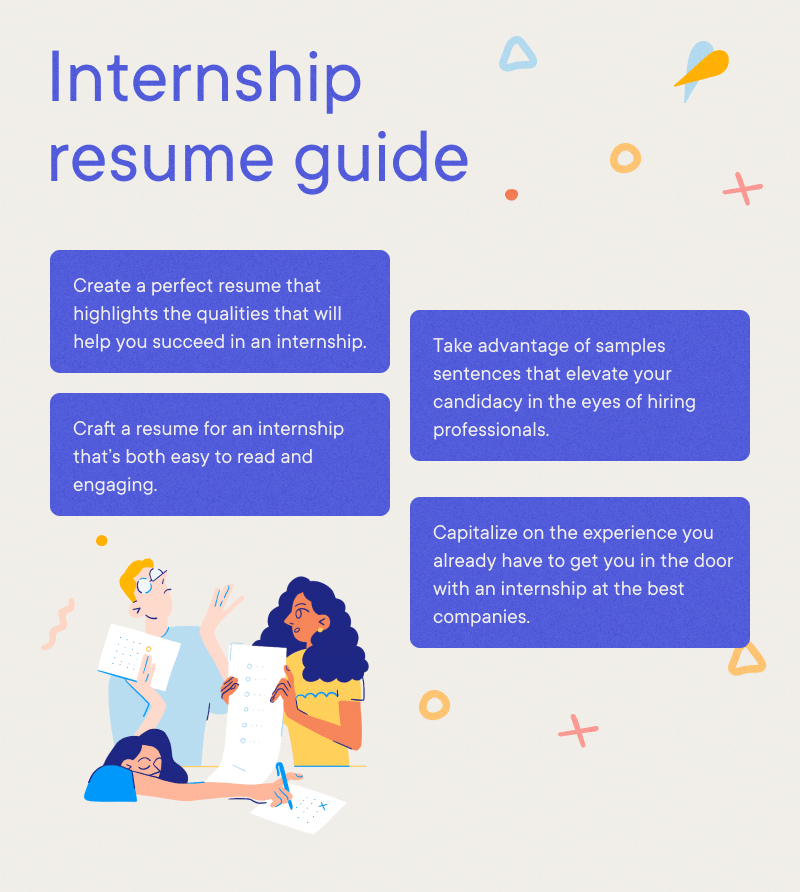 Internship
resume guide
Create a perfect resume that
highlights the qualities that will
help you succeed in an internship.
Craft a resume for an internship
that's both easy to read and
engaging.
Take advantage of samples
sentences that elevate your
candidacy in the eyes of hiring
professionals.
Capitalize on the experience you
already have to get you in the door
with an internship at the best
companies.